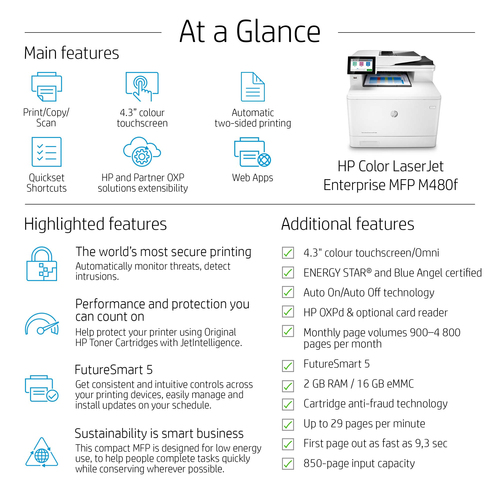 At a Glance
Main features
Print/Copy/
Scan
4.3” colour
touchscreen
Automatic
two-sided printing
Quickset
Shortcuts
HP and Partner OXP
solutions extensibility
Web Apps
hp
HP Color LaserJet
Enterprise MFP M480f
Highlighted features
The world’s most secure printing
Automatically monitor threats, detect
intrusions.
Performance and protection you
can count on
Help protect your printer using Original
HP Toner Cartridges with JetIntelligence.
FutureSmart 5
Get consistent and intuitive controls across
your printing devices, easily manage and
install updates on your schedule.
Sustainability is smart business
This compact MFP is designed for low energy
use, to help people complete tasks quickly
while conserving wherever possible.
Additional features
4.3" colour touchscreen/Omni
ENERGY STAR® and Blue Angel certified
Auto On/Auto Off technology
HP OXPd & optional card reader
Monthly page volumes 900–4 800
pages per month
FutureSmart 5
2 GB RAM / 16 GB eMMC
Cartridge anti-fraud technology
Up to 29 pages per minute
First page out as fast as 9,3 sec
850-page input capacity